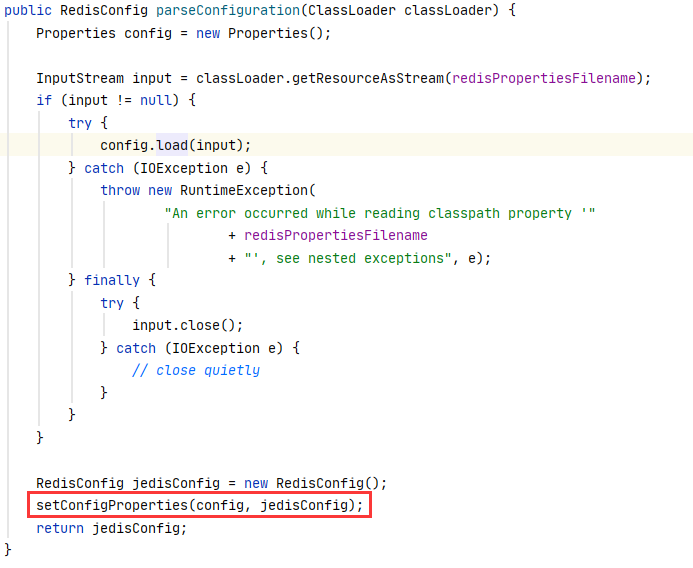 public RedisConfig parseConfiguration(ClassLoader classLoader) {
    Properties config = new Properties();

    InputStream input = classLoader.getResourceAsStream(redisPropertiesFilename);
    if (input != null) {
        try {
            config.load(input);
        } catch (IOException e) {
            throw new RuntimeException(
                    "An error occurred while reading classpath property '"
                            + redisPropertiesFilename
                            + "', see nested exceptions", e);
        } finally {
            try {
                input.close();
            } catch (IOException e) {
                // close quietly
            }
        }
    }

    RedisConfig jedisConfig = new RedisConfig();
    setConfigProperties(config, jedisConfig);
    return jedisConfig;
}